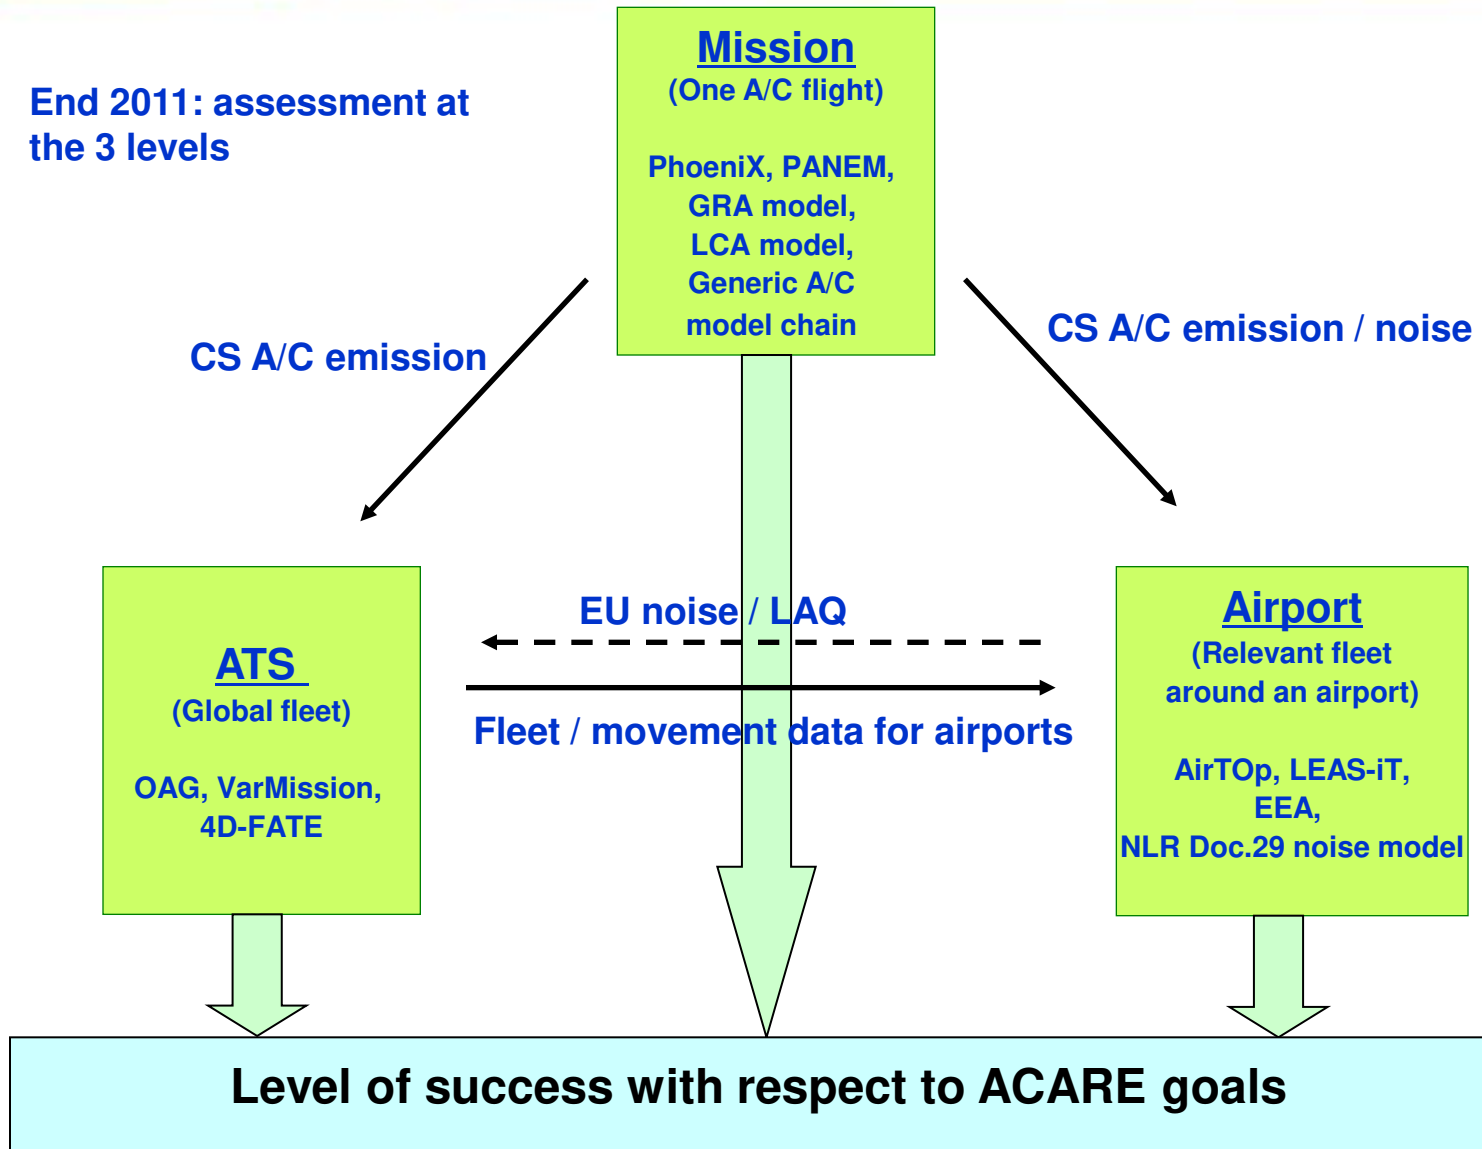 End 2011: assessment at
the 3 levels
Mission
(One A/C flight)
PhoeniX, PANEM,
GRA model,
LCA model,
Generic A/C
model chain
CS A/C emission
CS A/C emission / noise
EU noise / LAQ
Fleet / movement data for airports
ATS
(Global fleet)
OAG, VarMission,
4D-FATE
Airport
(Relevant fleet
around an airport)
AirTOp, LEAS-iT,
EEA,
NLR Doc.29 noise model
Level of success with respect to ACARE goals